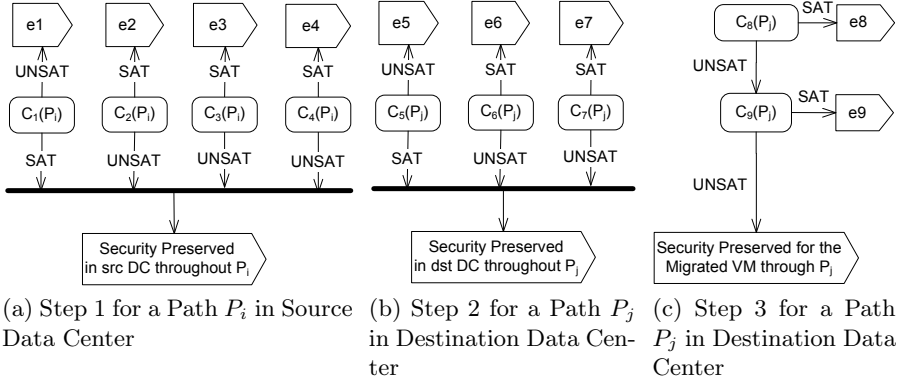 e1 e2 e3 e4
UNSAT SAT SAT SAT
C₁(Pᵢ) C₂(Pᵢ) C₃(Pᵢ) C₄(Pᵢ)
SAT UNSAT UNSAT UNSAT
Security Preserved
in src DC throughout Pᵢ
(a) Step 1 for a Path Pᵢ in Source
Data Center
e5 e6 e7
UNSAT SAT SAT
C₅(Pⱼ) C₆(Pⱼ) C₇(Pⱼ)
SAT UNSAT UNSAT
Security Preserved
in dst DC throughout Pⱼ
(b) Step 2 for a Path Pⱼ
in Destination Data Cen-
ter
C₈(Pⱼ) SAT e8
UNSAT
C₉(Pⱼ) SAT e9
UNSAT
Security Preserved for the
Migrated VM through Pⱼ
(c) Step 3 for a Path
Pⱼ in Destination Data
Center